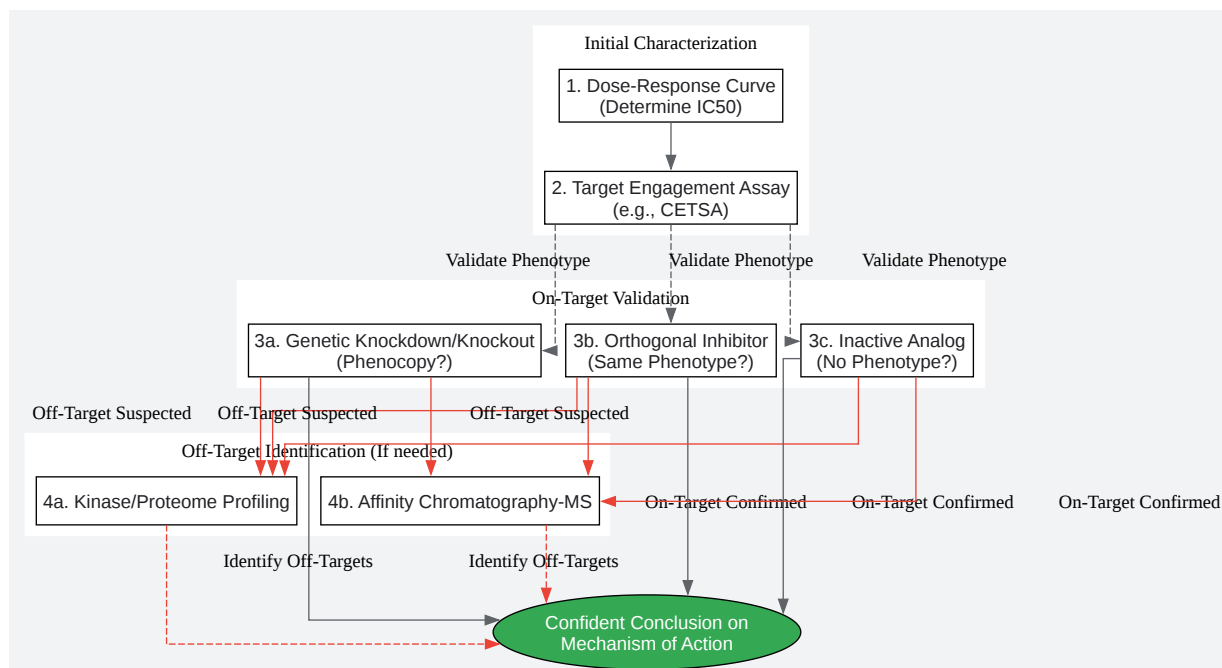 Initial Characterization
1. Dose-Response Curve
(Determine IC50)
2. Target Engagement Assay
(e.g., CETSA)
Validate Phenotype
Validate Phenotype
Validate Phenotype
On-Target Validation
3a. Genetic Knockdown/Knockout
(Phenocopy?)
3b. Orthogonal Inhibitor
(Same Phenotype?)
3c. Inactive Analog
(No Phenotype?)
Off-Target Suspected
Off-Target Suspected
Off-Target Suspected
Off-Target Identification (If needed)
4a. Kinase/Proteome Profiling
4b. Affinity Chromatography-MS
On-Target Confirmed
On-Target Confirmed
On-Target Confirmed
Identify Off-Targets
Identify Off-Targets
Confident Conclusion on
Mechanism of Action